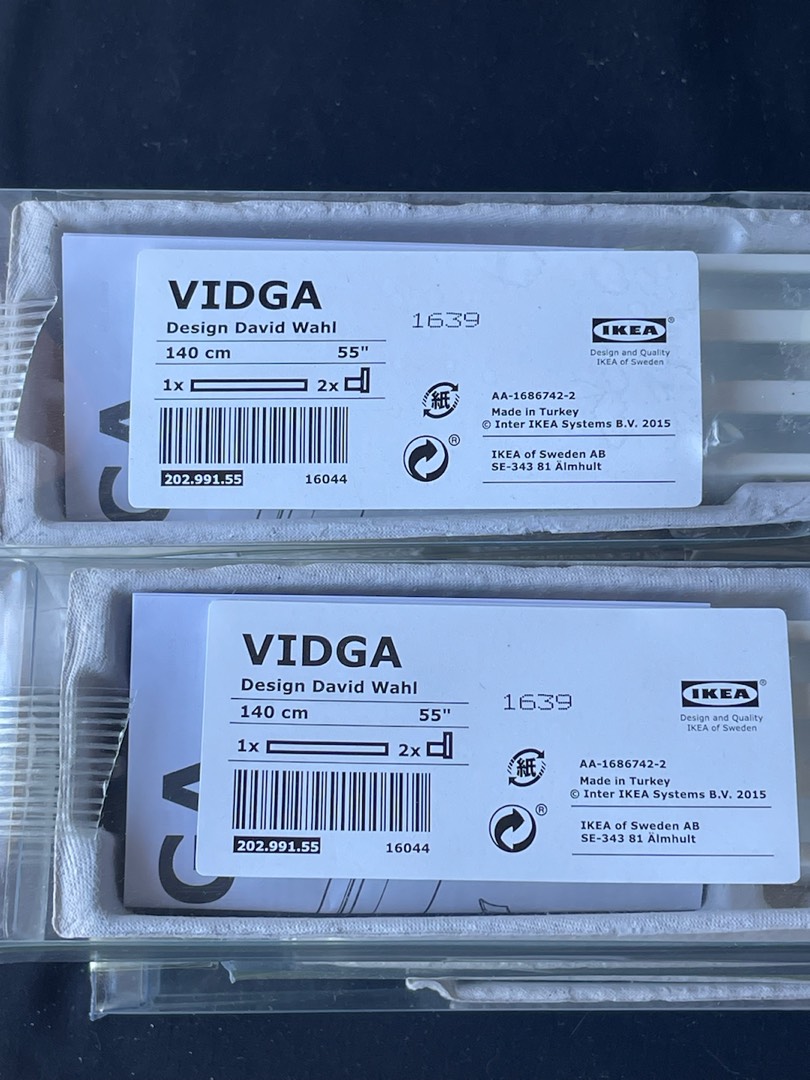 VIDGA
Design David Wahl
140 cm 55"
1x 2x
202.991.55 16044
1639
紙
®
IKEA®
Design and Quality
IKEA of Sweden
AA-1686742-2
Made in Turkey
© Inter IKEA Systems B.V. 2015
IKEA of Sweden AB
SE-343 81 Älmhult
GA
VIDGA
Design David Wahl
140 cm 55"
1x 2x
202.991.55 16044
1639
紙
®
IKEA®
Design and Quality
IKEA of Sweden
AA-1686742-2
Made in Turkey
© Inter IKEA Systems B.V. 2015
IKEA of Sweden AB
SE-343 81 Älmhult
GA